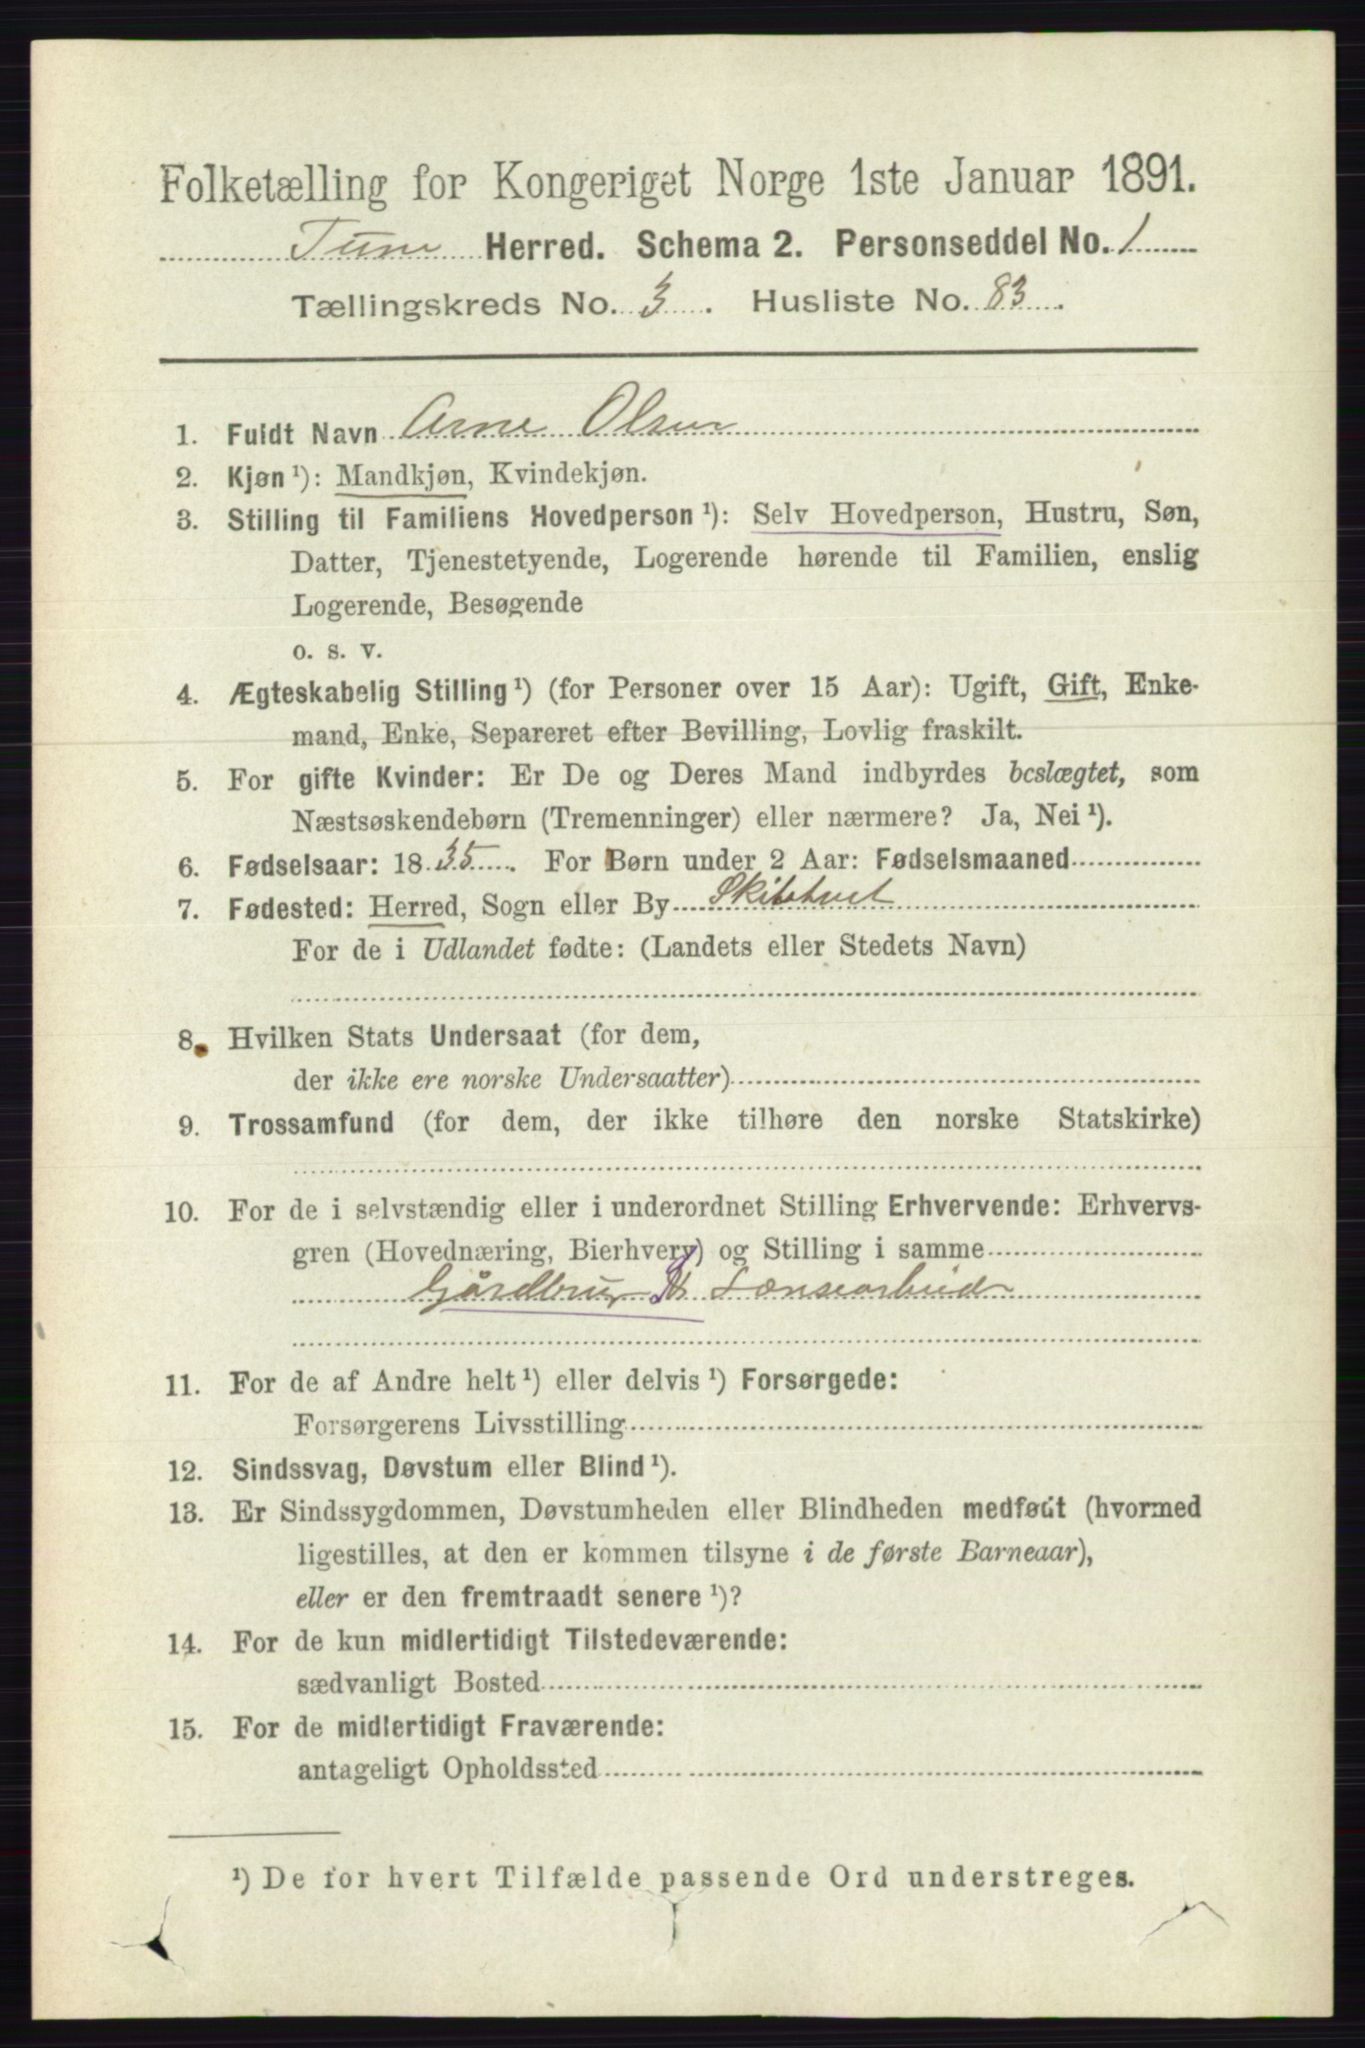 Folketælling for Kongeriget Norge 1ste Januar 1891.
Tune Herred. Schema 2. Personseddel No. 1
Tællingskreds No. 3. Husliste No. 83.
1. Fuldt Navn Arne Olsen
2. Kjøn ¹): Mandkjøn, Kvindekjøn.
3. Stilling til Familiens Hovedperson ¹): Selv Hovedperson, Hustru, Søn,
Datter, Tjenestetyende, Logerende hørende til Familien, enslig
Logerende, Besøgende
o. s. v.
4. Ægteskabelig Stilling ¹) (for Personer over 15 Aar): Ugift, Gift, Enke-
mand, Enke, Separeret efter Bevilling, Lovlig fraskilt.
5. For gifte Kvinder: Er De og Deres Mand indbyrdes beslægtet, som
Næstsøskendebørn (Tremenninger) eller nærmere? Ja, Nei ¹).
6. Fødselsaar: 1835. For Børn under 2 Aar: Fødselsmaaned
7. Fødested: Herred, Sogn eller By Skibtvet
For de i Udlandet fødte: (Landets eller Stedets Navn)
8. Hvilken Stats Undersaat (for dem,
der ikke ere norske Undersaatter)
9. Trossamfund (for dem, der ikke tilhøre den norske Statskirke)
10. For de i selvstændig eller i underordnet Stilling Erhvervende: Erhvervs-
gren (Hovednæring, Bierhverv) og Stilling i samme
Gårdbrug Lænsearbeide
11. For de af Andre helt ¹) eller delvis ¹) Forsørgede:
Forsørgerens Livsstilling
12. Sindssvag, Døvstum eller Blind ¹).
13. Er Sindssygdommen, Døvstumheden eller Blindheden medfødt (hvormed
ligestilles, at den er kommen tilsyne i de første Barneaar),
eller er den fremtraadt senere ¹)?
14. For de kun midlertidigt Tilstedeværende:
sædvanligt Bosted
15. For de midlertidigt Fraværende:
antageligt Opholdssted
¹) De for hvert Tilfælde passende Ord understreges.